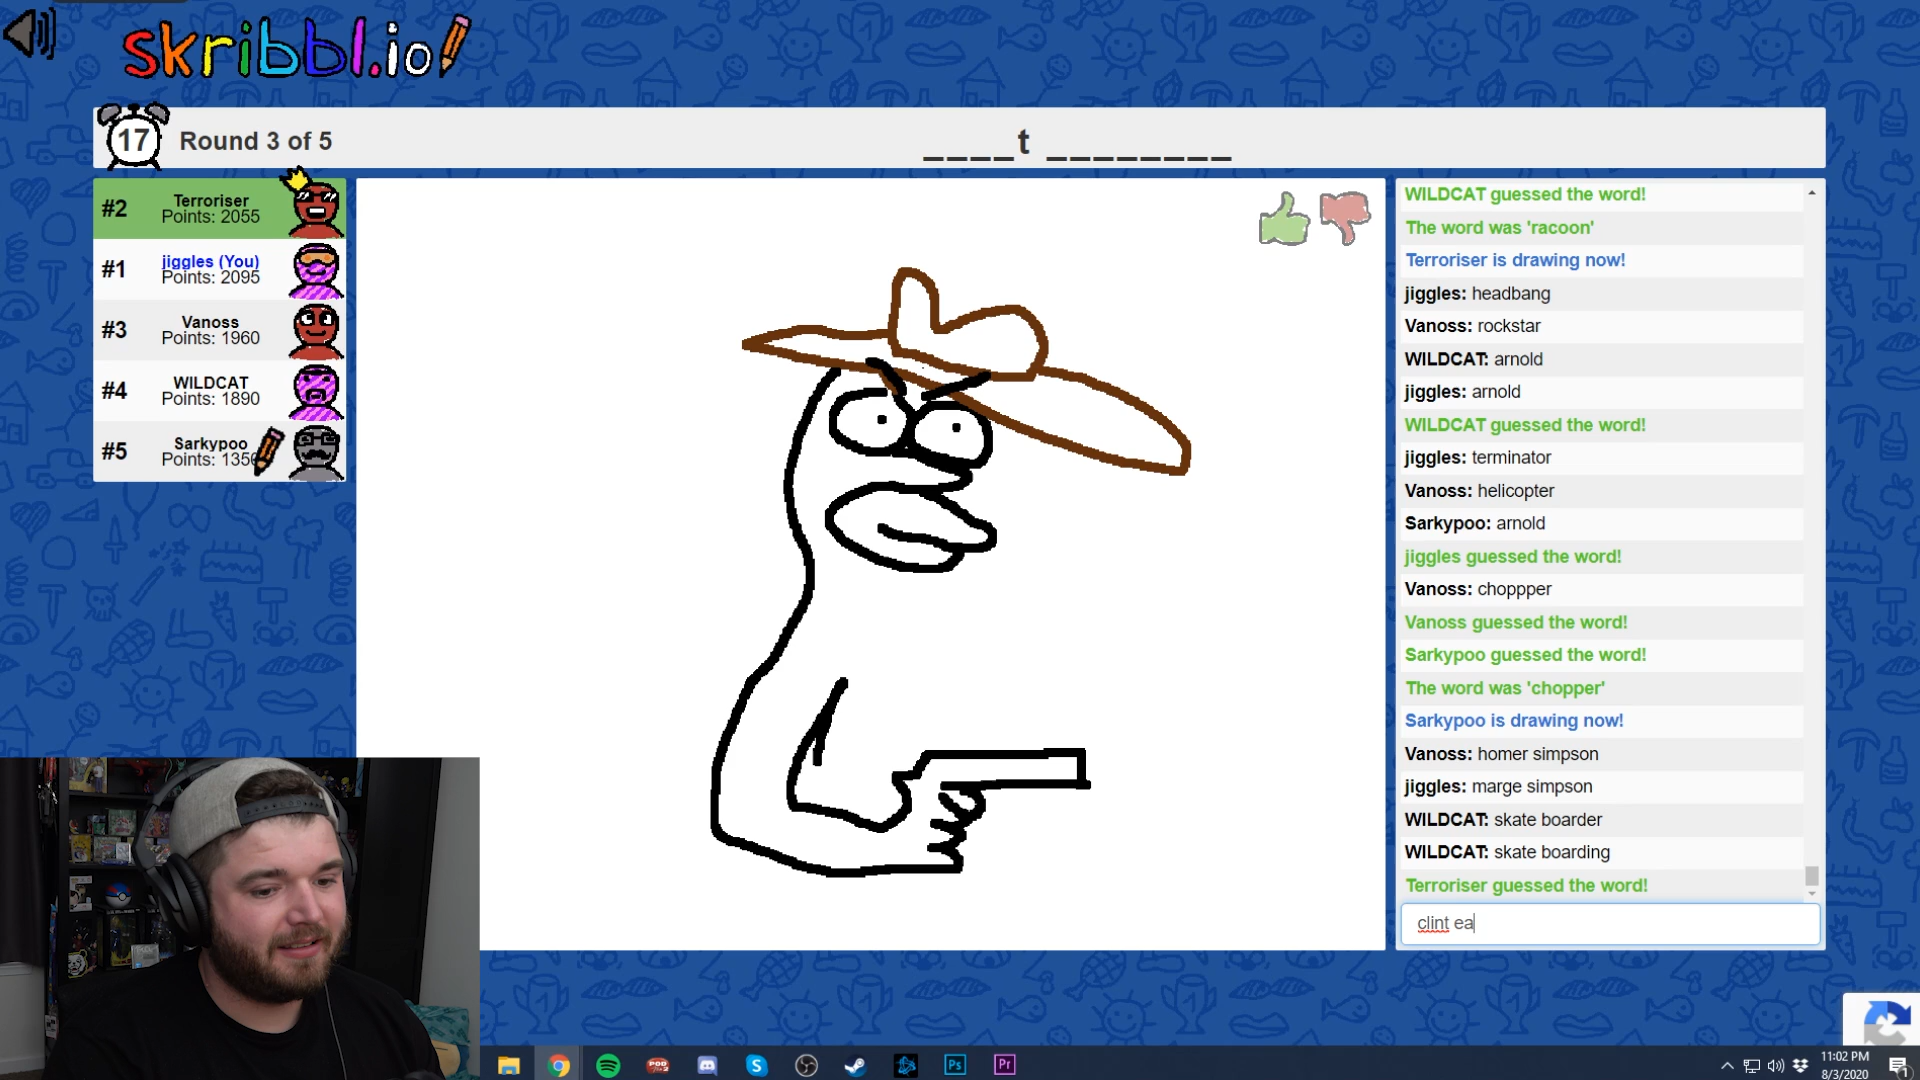 skribbl.io
17
Round 3 of 5
____t ________
#2 Terroriser
Points: 2055
#1 jiggles (You)
Points: 2095
#3 Vanoss
Points: 1960
#4 WILDCAT
Points: 1890
#5 Sarkypoo
Points: 135
WILDCAT guessed the word!
The word was 'racoon'
Terroriser is drawing now!
jiggles: headbang
Vanoss: rockstar
WILDCAT: arnold
jiggles: arnold
WILDCAT guessed the word!
jiggles: terminator
Vanoss: helicopter
Sarkypoo: arnold
jiggles guessed the word!
Vanoss: choppper
Vanoss guessed the word!
Sarkypoo guessed the word!
The word was 'chopper'
Sarkypoo is drawing now!
Vanoss: homer simpson
jiggles: marge simpson
WILDCAT: skate boarder
WILDCAT: skate boarding
Terroriser guessed the word!
clint ea
Ps
Pr
11:02 PM
8/3/2020
1